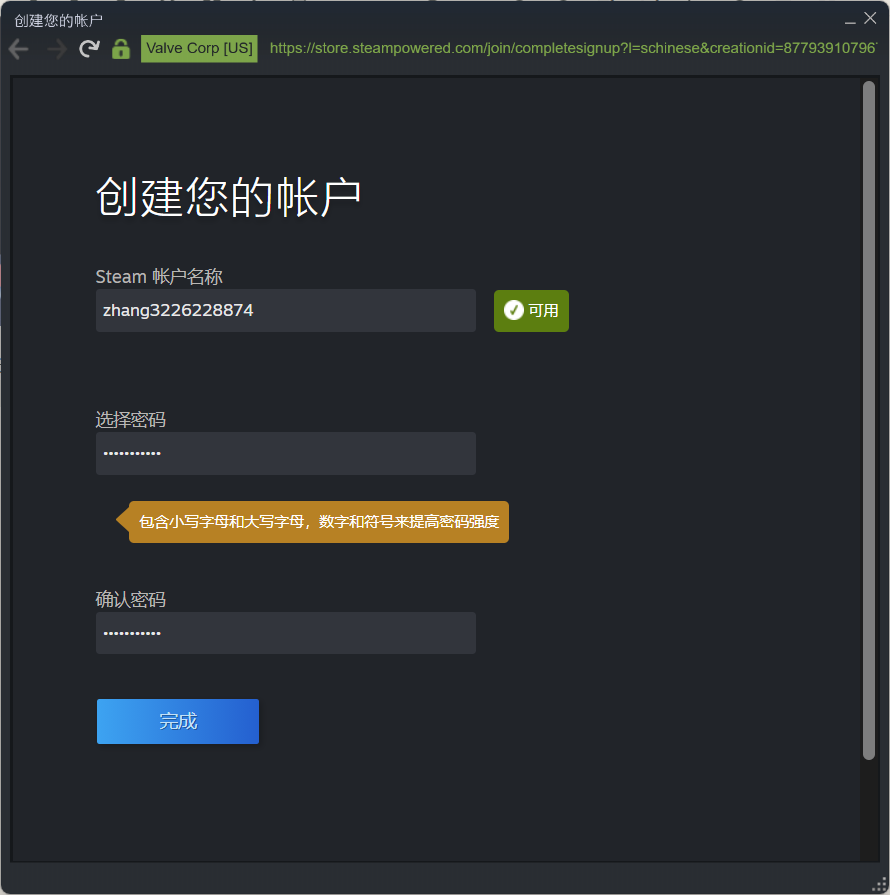 创建您的帐户
Valve Corp [US] https://store.steampowered.com/join/completesignup?l=schinese&creationid=87793910796
创建您的帐户
Steam 帐户名称
zhang3226228874
可用
选择密码
•••••••••••
包含小写字母和大写字母，数字和符号来提高密码强度
确认密码
•••••••••••
完成